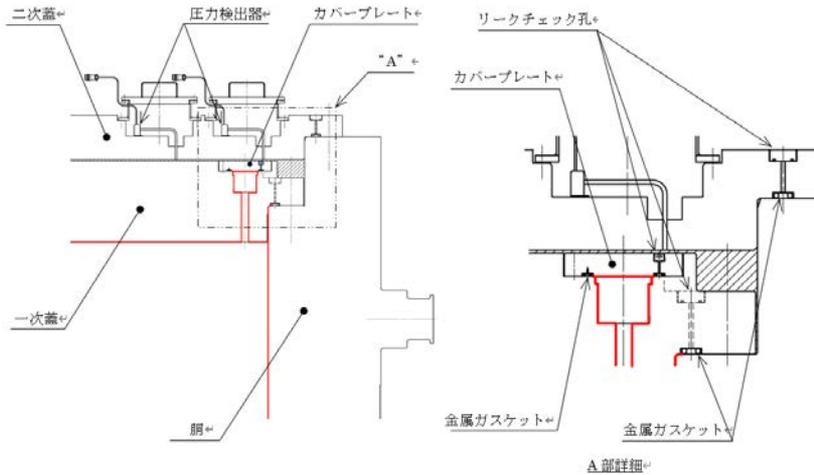 二次蓋
圧力検出器
カバープレート
“A”
一次蓋
胴
リークチェック孔
カバープレート
金属ガスケット
金属ガスケット
A部詳細